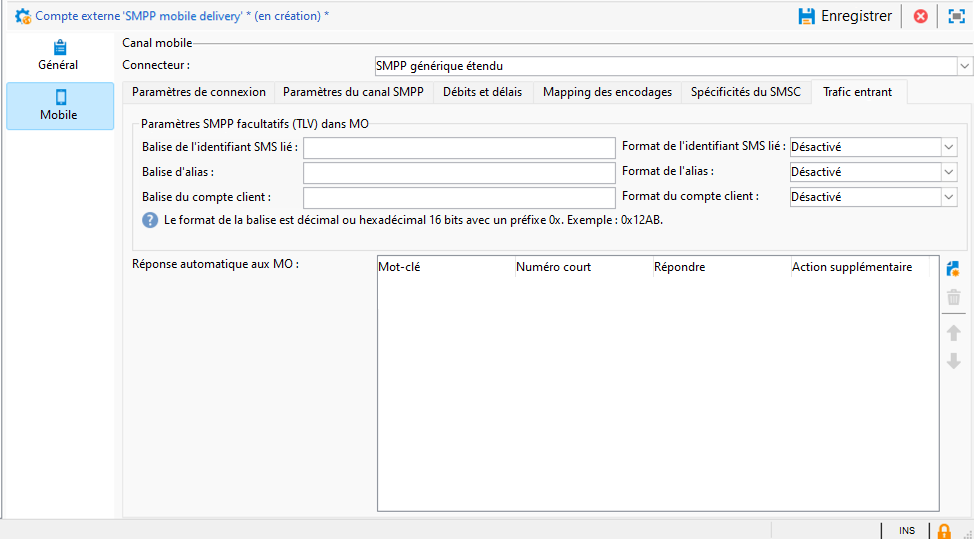 Compte externe 'SMPP mobile delivery' * (en création) *
Enregistrer
Général
Mobile
Canal mobile
Connecteur :
SMPP générique étendu
Paramètres de connexion
Paramètres du canal SMPP
Débits et délais
Mapping des encodages
Spécificités du SMSC
Trafic entrant
Paramètres SMPP facultatifs (TLV) dans MO
Balise de l'identifiant SMS lié :
Format de l'identifiant SMS lié :
Désactivé
Balise d'alias :
Format de l'alias :
Désactivé
Balise du compte client :
Format du compte client :
Désactivé
? Le format de la balise est décimal ou hexadécimal 16 bits avec un préfixe 0x. Exemple : 0x12AB.
Réponse automatique aux MO :
Mot-clé
Numéro court
Répondre
Action supplémentaire
INS